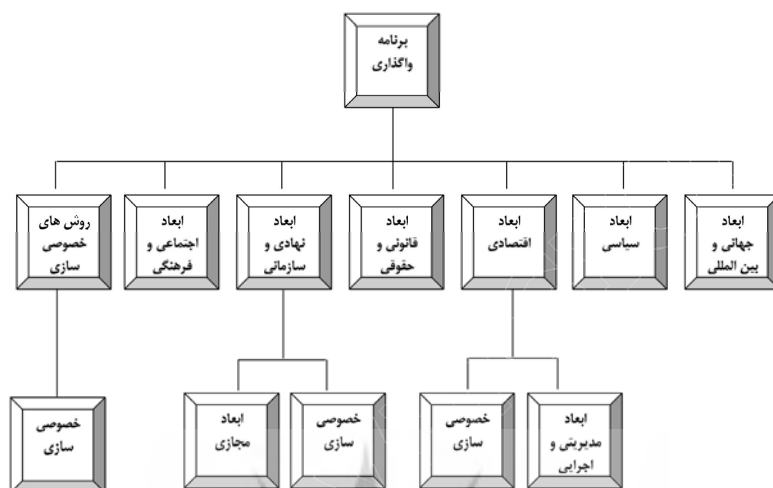 برنامه
واگذاری
ابعاد
جهانی و
بین المللی
ابعاد
سیاسی
ابعاد
اقتصادی
ابعاد
قانونی و
حقوقی
ابعاد
نهادی و
سازمانی
ابعاد
اجتماعی و
فرهنگی
روش های
خصوصی
سازی
ابعاد
مدیریتی و
اجرایی
خصوصی
سازی
خصوصی
سازی
ابعاد
مجازی
خصوصی
سازی